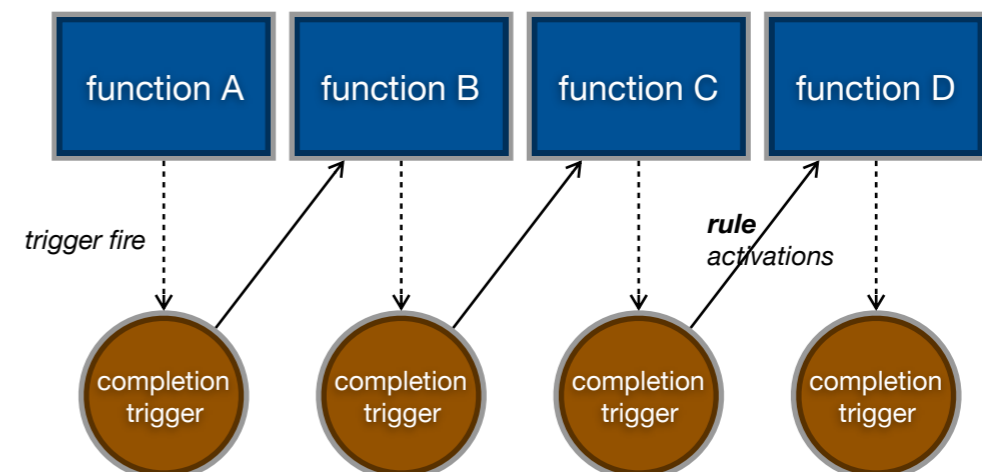 function A
function B
function C
function D
trigger fire
rule
activations
completion
trigger
completion
trigger
completion
trigger
completion
trigger